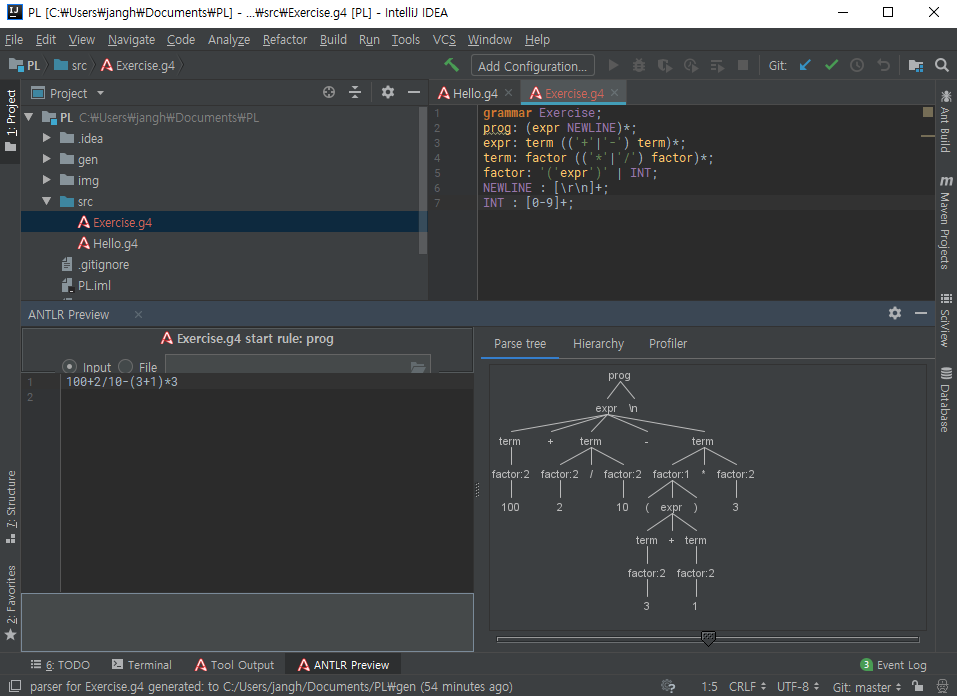 PL [C:\Users\jangh\Documents\PL] - ...\src\Exercise.g4 [PL] - IntelliJ IDEA
File Edit View Navigate Code Analyze Refactor Build Run Tools VCS Window Help
PL src Exercise.g4 Add Configuration... Git:
1: Project
Project
PL C:₩Users₩jangh₩Documents₩PL
.idea
gen
img
src
Exercise.g4
Hello.g4
.gitignore
PL.iml
Hello.g4 Exercise.g4
1 grammar Exercise;
2 prog: (expr NEWLINE)*;
3 expr: term (('+'|'-') term)*;
4 term: factor (('*'|'/') factor)*;
5 factor: '('expr')' | INT;
6 NEWLINE : [\r\n]+;
7 INT : [0-9]+;
Ant Build
Maven Projects
SciView
Database
ANTLR Preview
Exercise.g4 start rule: prog
Input File
1 100+2/10-(3+1)*3
2
Parse tree Hierarchy Profiler
prog
expr \n
term + term - term
factor:2 factor:2 / factor:2 factor:1 * factor:2
100 2 10 ( expr ) 3
term + term
factor:2 factor:2
3 1
7: Structure
2: Favorites
6: TODO Terminal Tool Output ANTLR Preview 3 Event Log
parser for Exercise.g4 generated: to C:/Users/jangh/Documents/PL₩gen (54 minutes ago) 1:5 CRLF UTF-8 Git: master